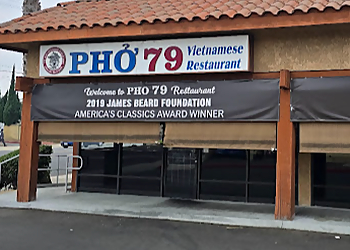 PHỞ '79 Vietnamese
Restaurant
Welcome to PHO 79 Restaurant
2019 JAMES BEARD FOUNDATION
AMERICA'S CLASSICS AWARD WINNER